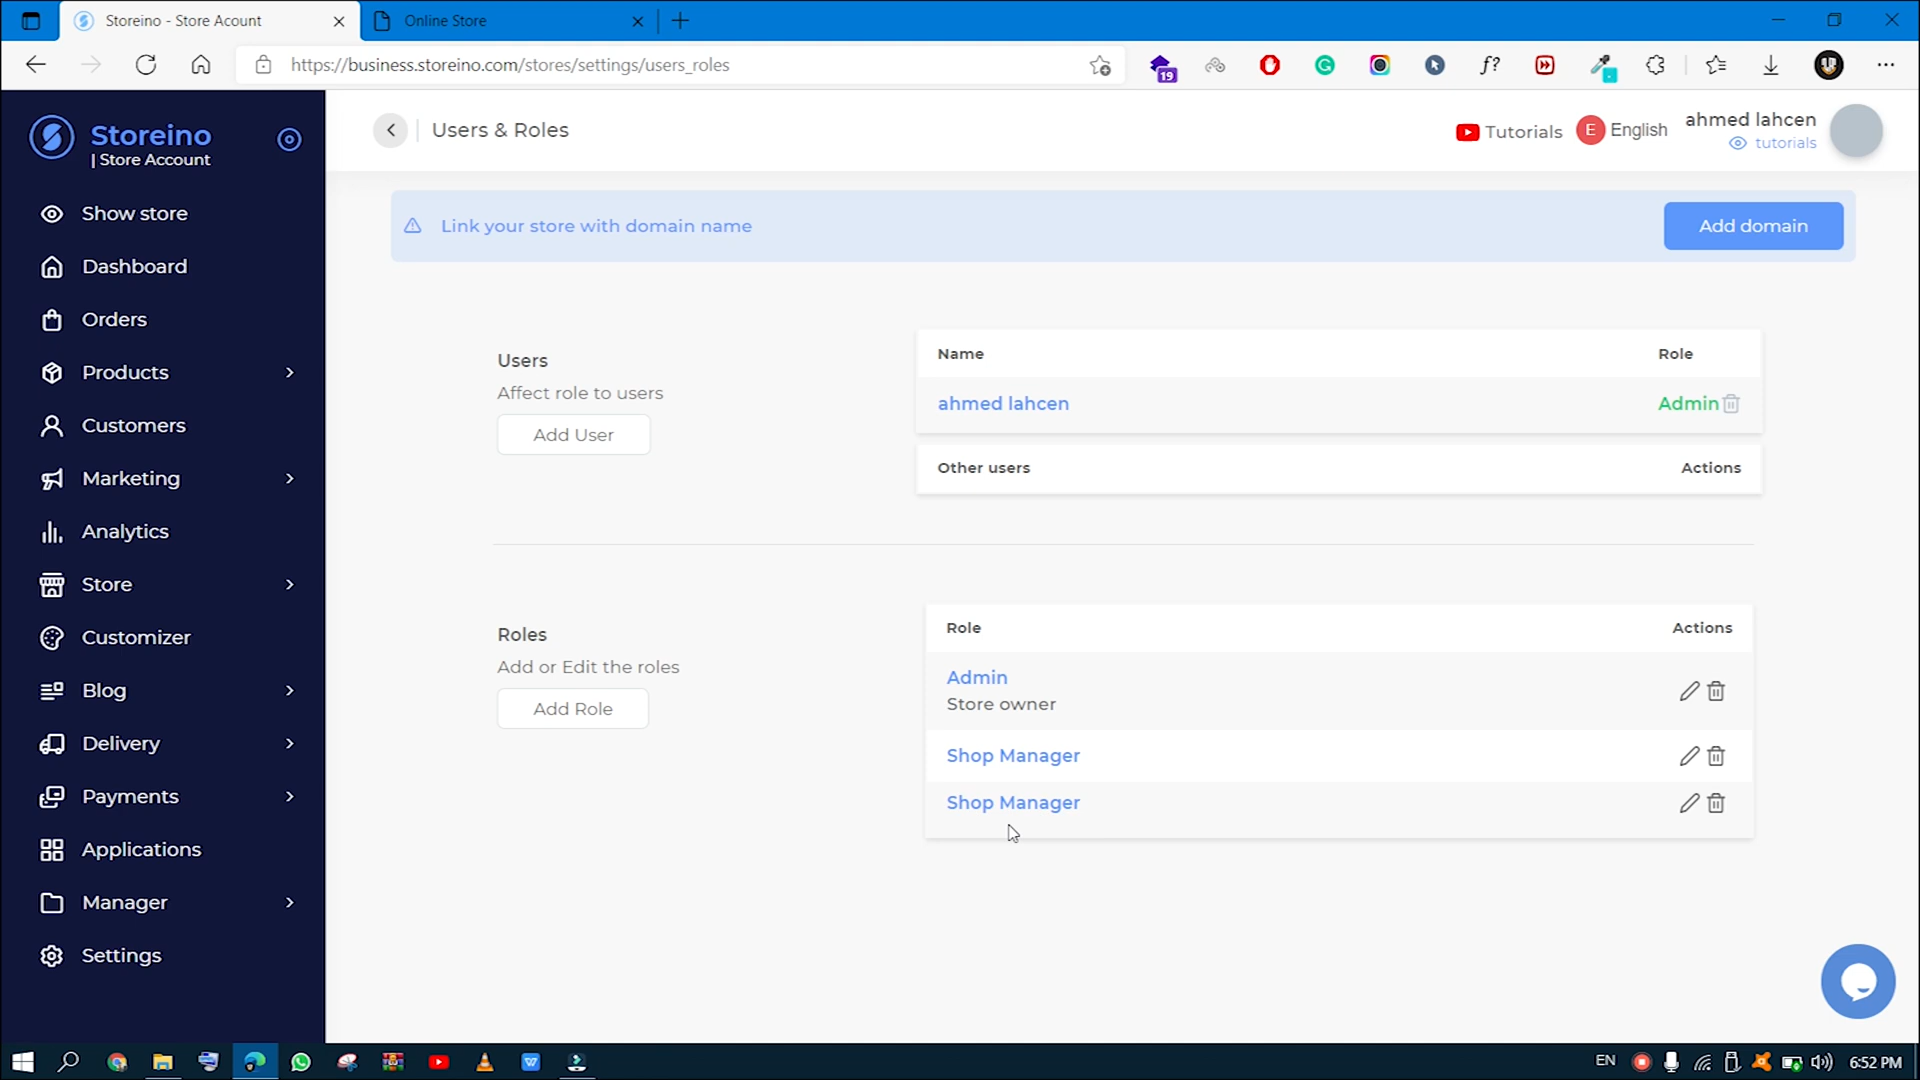 Storeino - Store Acount
Online Store
https://business.storeino.com/stores/settings/users_roles
19
f?
Storeino
| Store Account
Show store
Dashboard
Orders
Products
Customers
Marketing
Analytics
Store
Customizer
Blog
Delivery
Payments
Applications
Manager
Settings
Users & Roles
Tutorials
E English
ahmed lahcen
tutorials
Link your store with domain name
Add domain
Users
Affect role to users
Add User
Name Role
ahmed lahcen Admin
Other users Actions
Roles
Add or Edit the roles
Add Role
Role Actions
Admin
Store owner
Shop Manager
Shop Manager
EN
6:52 PM